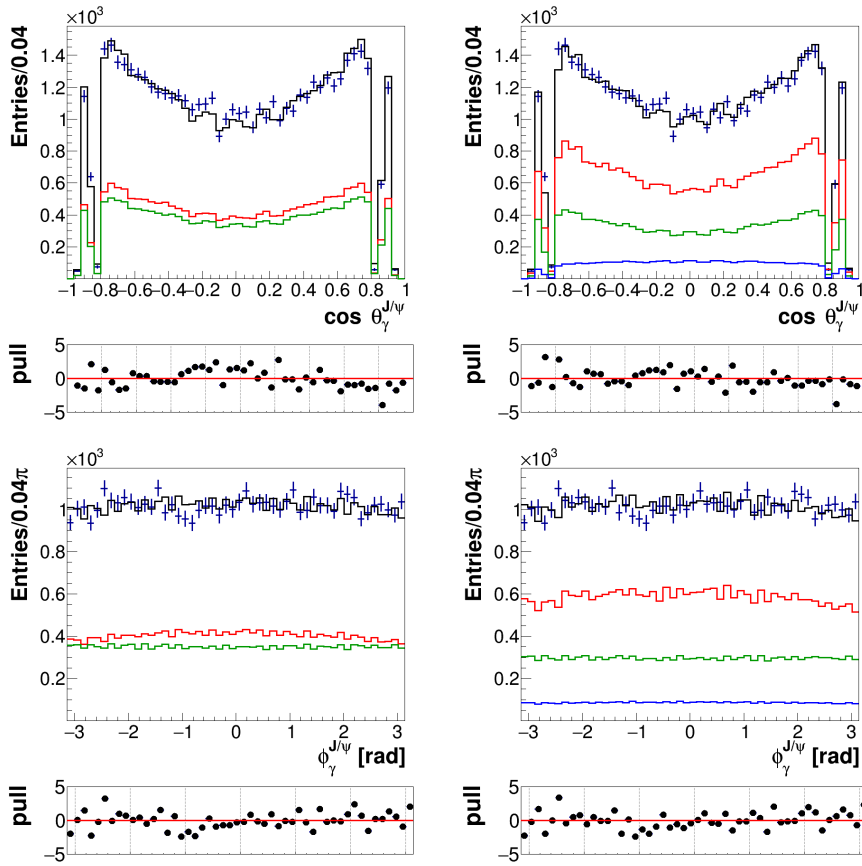 ×10³ ×10³
Entries/0.04 Entries/0.04
1.4 1.4
1.2 1.2
1 1
0.8 0.8
0.6 0.6
0.4 0.4
0.2 0.2
−1 −0.8 −0.6 −0.4 −0.2 0 0.2 0.4 0.6 0.8 1 −1 −0.8 −0.6 −0.4 −0.2 0 0.2 0.4 0.6 0.8 1
cos θ_γ^J/ψ cos θ_γ^J/ψ
pull pull
5 5
0 0
−5 −5
×10³ ×10³
Entries/0.04π Entries/0.04π
1 1
0.8 0.8
0.6 0.6
0.4 0.4
0.2 0.2
−3 −2 −1 0 1 2 3 −3 −2 −1 0 1 2 3
ϕ_γ^J/ψ [rad] ϕ_γ^J/ψ [rad]
pull pull
5 5
0 0
−5 −5